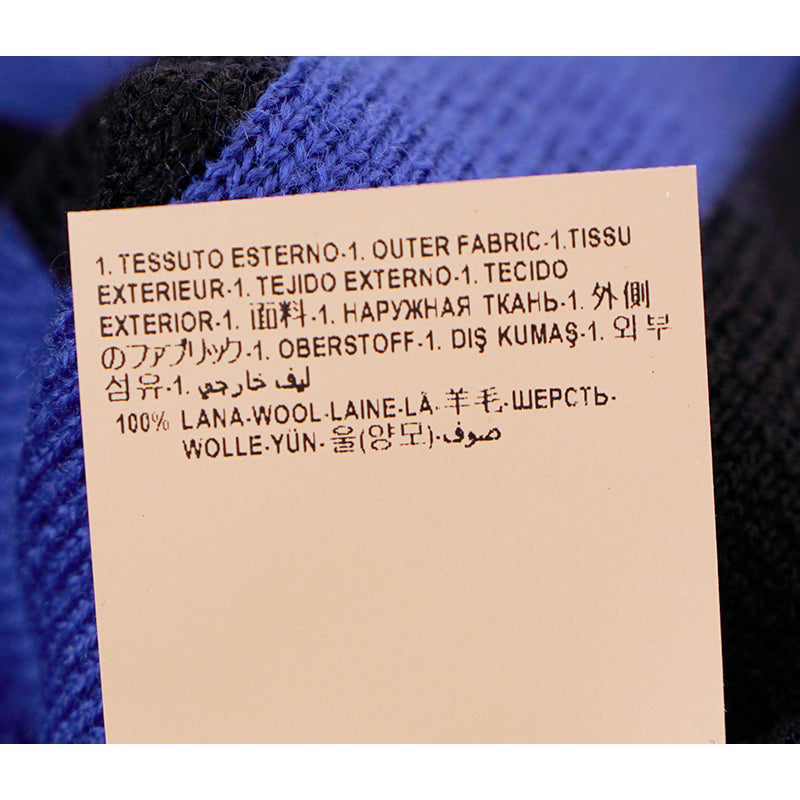 1. TESSUTO ESTERNO-1. OUTER FABRIC-1.TISSU
EXTERIEUR-1. TEJIDO EXTERNO-1. TECIDO
EXTERIOR-1. 面料-1. НАРУЖНАЯ ТКАНЬ-1. 外側
のファブリック-1. OBERSTOFF-1. DIŞ KUMAŞ-1. 외부
섬유-1. ليف خارجي
100% LANA-WOOL-LAINE-LÃ-羊毛-ШЕРСТЬ-
WOLLE-YÜN-울(양모)-صوف